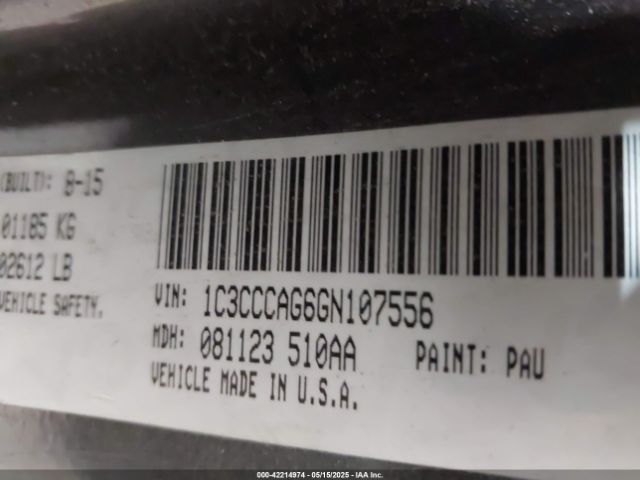 (BUILT): 8-15
01185 KG
02612 LB
VEHICLE SAFETY.
VIN: 1C3CCCAG6GN107556
MDH: 081123 510AA PAINT: PAU
VEHICLE MADE IN U.S.A.
000-42214974 - 05/15/2025 - IAA Inc.